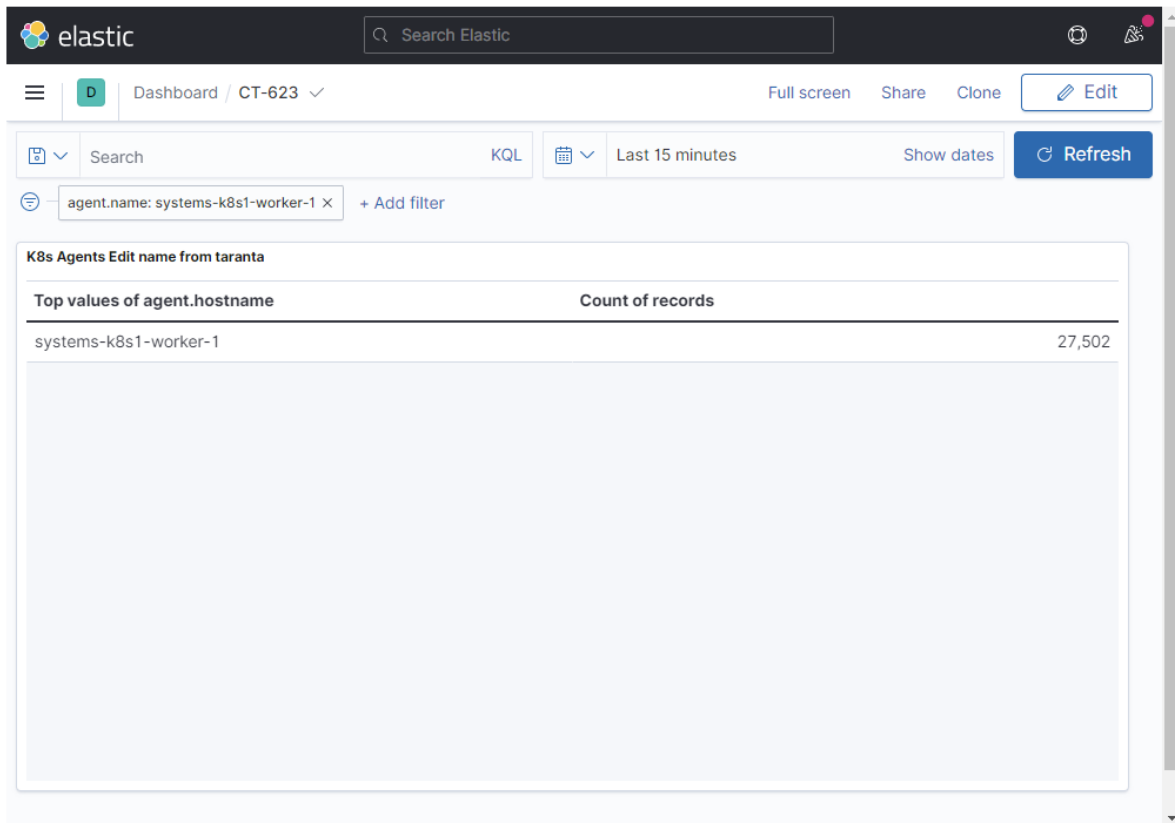 elastic
Search Elastic
D Dashboard / CT-623 Full screen Share Clone Edit
Search KQL Last 15 minutes Show dates Refresh
agent.name: systems-k8s1-worker-1 × + Add filter
K8s Agents Edit name from taranta
Top values of agent.hostname Count of records
systems-k8s1-worker-1 27,502